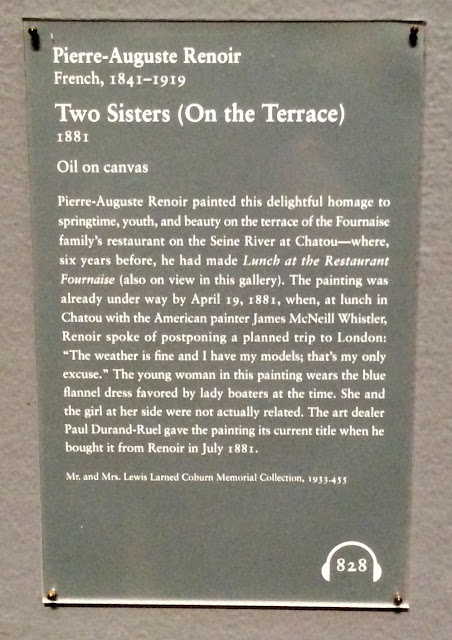 Pierre-Auguste Renoir
French, 1841–1919
Two Sisters (On the Terrace)
1881
Oil on canvas
Pierre-Auguste Renoir painted this delightful homage to
springtime, youth, and beauty on the terrace of the Fournaise
family’s restaurant on the Seine River at Chatou—where,
six years before, he had made Lunch at the Restaurant
Fournaise (also on view in this gallery). The painting was
already under way by April 19, 1881, when, at lunch in
Chatou with the American painter James McNeill Whistler,
Renoir spoke of postponing a planned trip to London:
“The weather is fine and I have my models; that’s my only
excuse.” The young woman in this painting wears the blue
flannel dress favored by lady boaters at the time. She and
the girl at her side were not actually related. The art dealer
Paul Durand-Ruel gave the painting its current title when he
bought it from Renoir in July 1881.
Mr. and Mrs. Lewis Larned Coburn Memorial Collection, 1933.455
828